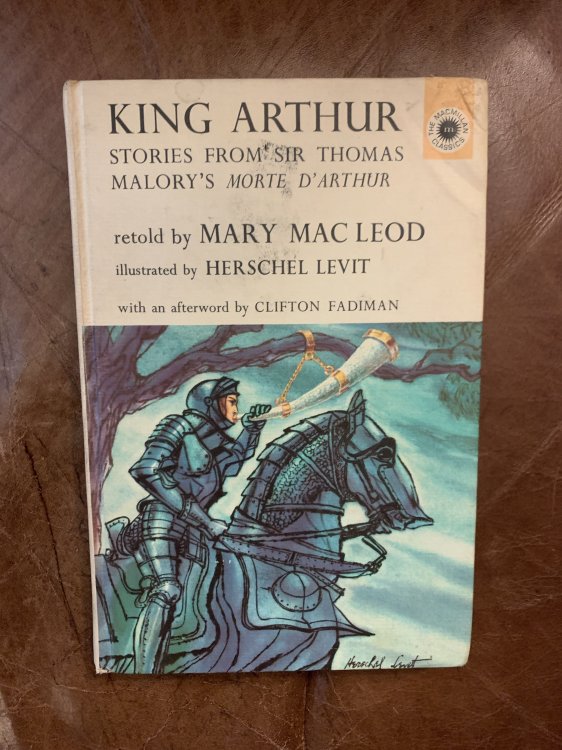 KING ARTHUR
STORIES FROM SIR THOMAS
MALORY'S MORTE D'ARTHUR
THE MACMILLAN
m
CLASSICS
retold by MARY MAC LEOD
illustrated by HERSCHEL LEVIT
with an afterword by CLIFTON FADIMAN
Herschel Levit